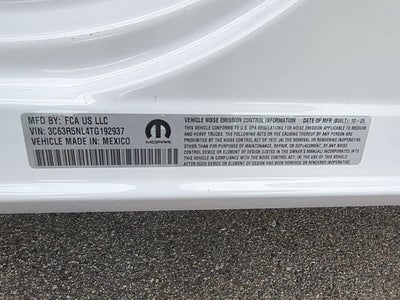 MFD BY: FCA US LLC
VIN: 3C63R5NL4TG192937
VEHICLE MADE IN: MEXICO
MOPAR
VEHICLE NOISE EMISSION CONTROL INFORMATION DATE OF MFR (BUILT): 10 - 25
THIS VEHICLE CONFORMS TO U.S. EPA REGULATIONS FOR NOISE EMISSION APPLICABLE TO MEDIUM
AND HEAVY TRUCKS. THE FOLLOWING ACTS OR THE CAUSING THEREOF BY ANY PERSON
ARE PROHIBITED BY THE NOISE CONTROL ACT OF 1972: (A) THE REMOVAL OR RENDERING
INOPERATIVE, OTHER THAN FOR PURPOSES OF MAINTENANCE, REPAIR, OR REPLACEMENT, OF ANY
NOISE CONTROL DEVICE OR ELEMENT OF DESIGN (LISTED IN THE OWNER'S MANUAL) INCORPORATED
INTO THIS VEHICLE IN COMPLIANCE WITH THE NOISE CONTROL ACT; (B) THE USE OF THIS VEHICLE
AFTER SUCH DEVICE OR ELEMENT OF DESIGN HAS BEEN REMOVED OR RENDERED INOPERATIVE.